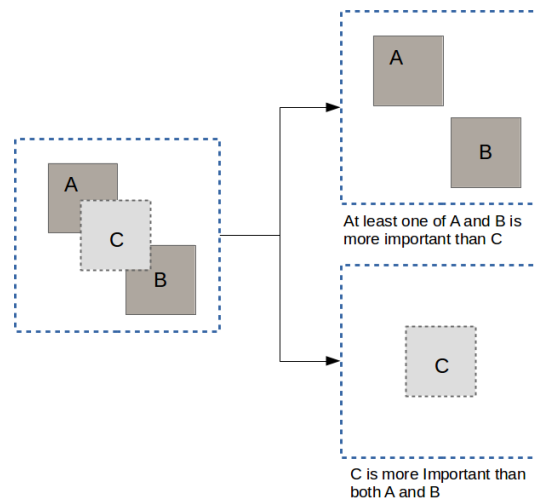 A
C
B
A
B
At least one of A and B is
more important than C
C
C is more Important than
both A and B